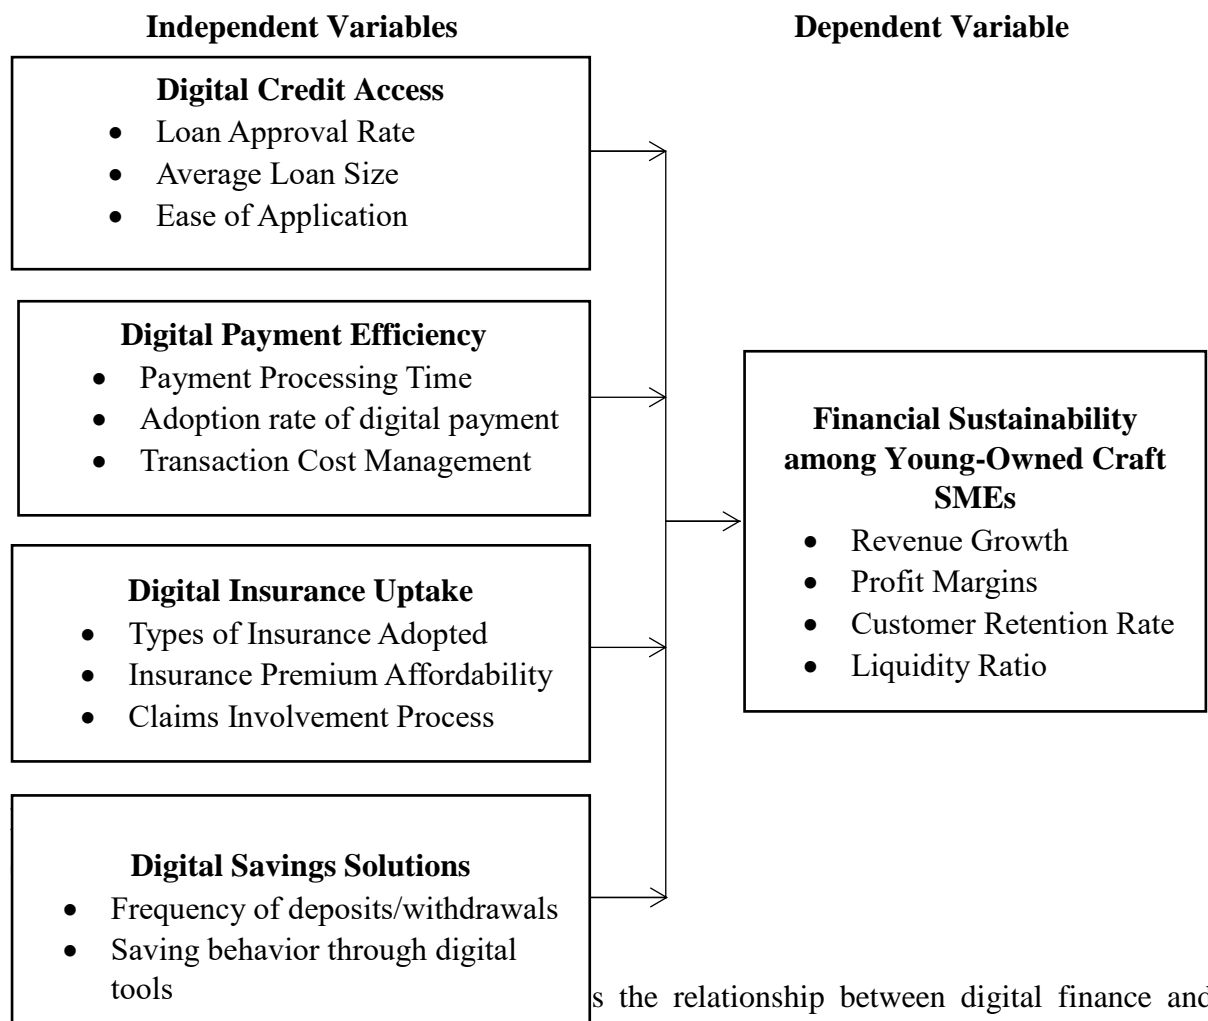 Independent Variables
Dependent Variable
Digital Credit Access
• Loan Approval Rate
• Average Loan Size
• Ease of Application
Digital Payment Efficiency
• Payment Processing Time
• Adoption rate of digital payment
• Transaction Cost Management
Digital Insurance Uptake
• Types of Insurance Adopted
• Insurance Premium Affordability
• Claims Involvement Process
Digital Savings Solutions
• Frequency of deposits/withdrawals
• Saving behavior through digital
tools
Financial Sustainability
among Young-Owned Craft
SMEs
• Revenue Growth
• Profit Margins
• Customer Retention Rate
• Liquidity Ratio
s the relationship between digital finance and